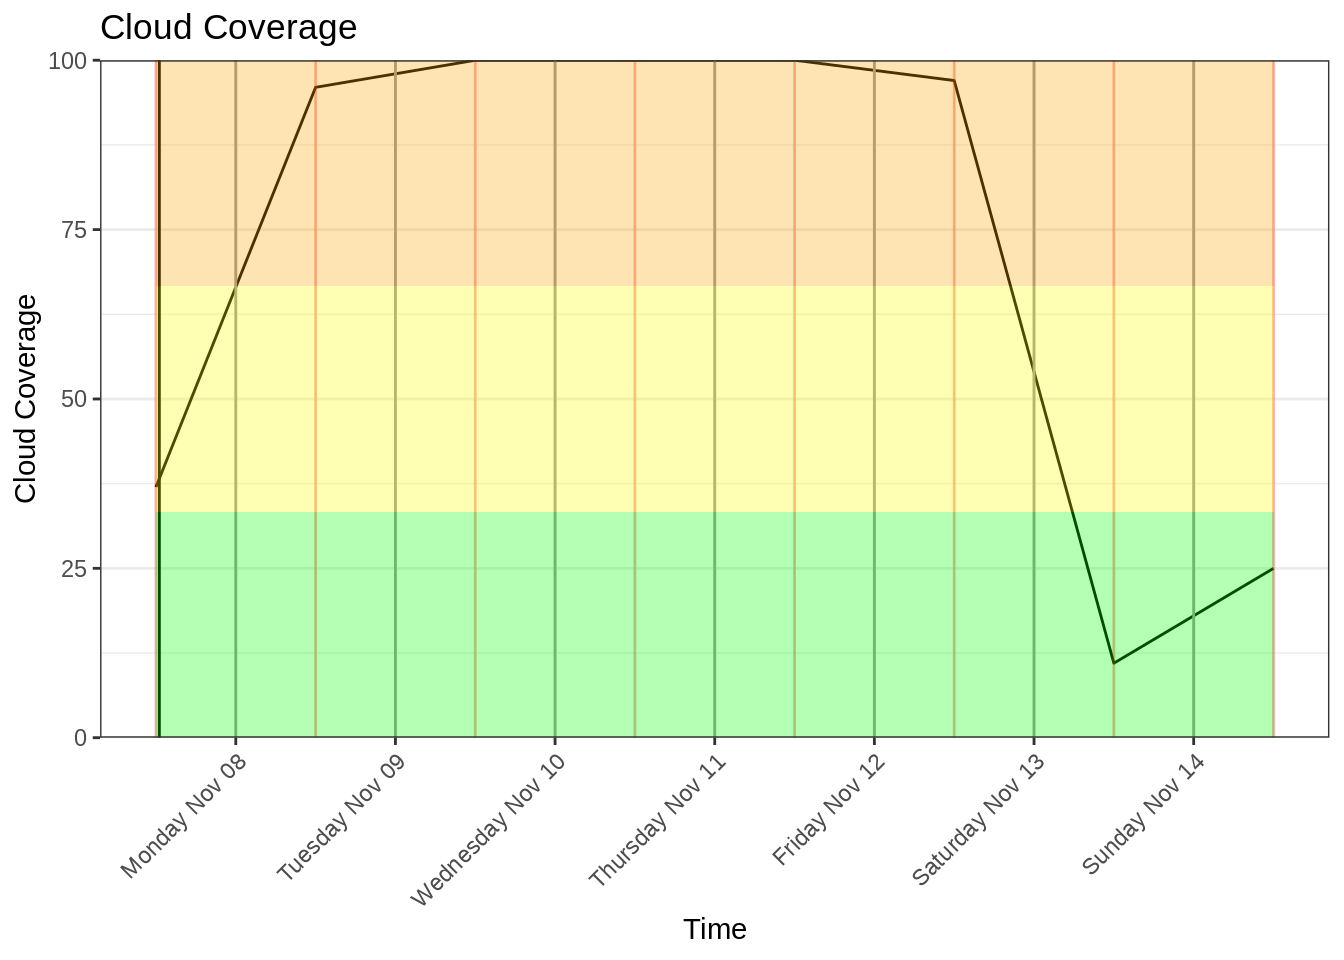 Cloud Coverage
100
75
50
25
0
Cloud Coverage
Monday Nov 08
Tuesday Nov 09
Wednesday Nov 10
Thursday Nov 11
Friday Nov 12
Saturday Nov 13
Sunday Nov 14
Time